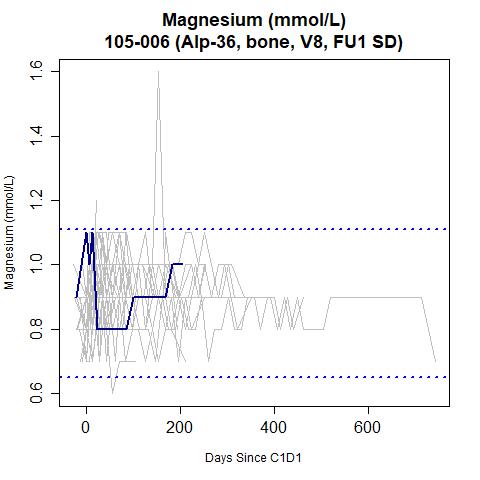 Magnesium (mmol/L)
105-006 (Alp-36, bone, V8, FU1 SD)
Magnesium (mmol/L)
1.6
1.4
1.2
1.0
0.8
0.6
0 200 400 600
Days Since C1D1